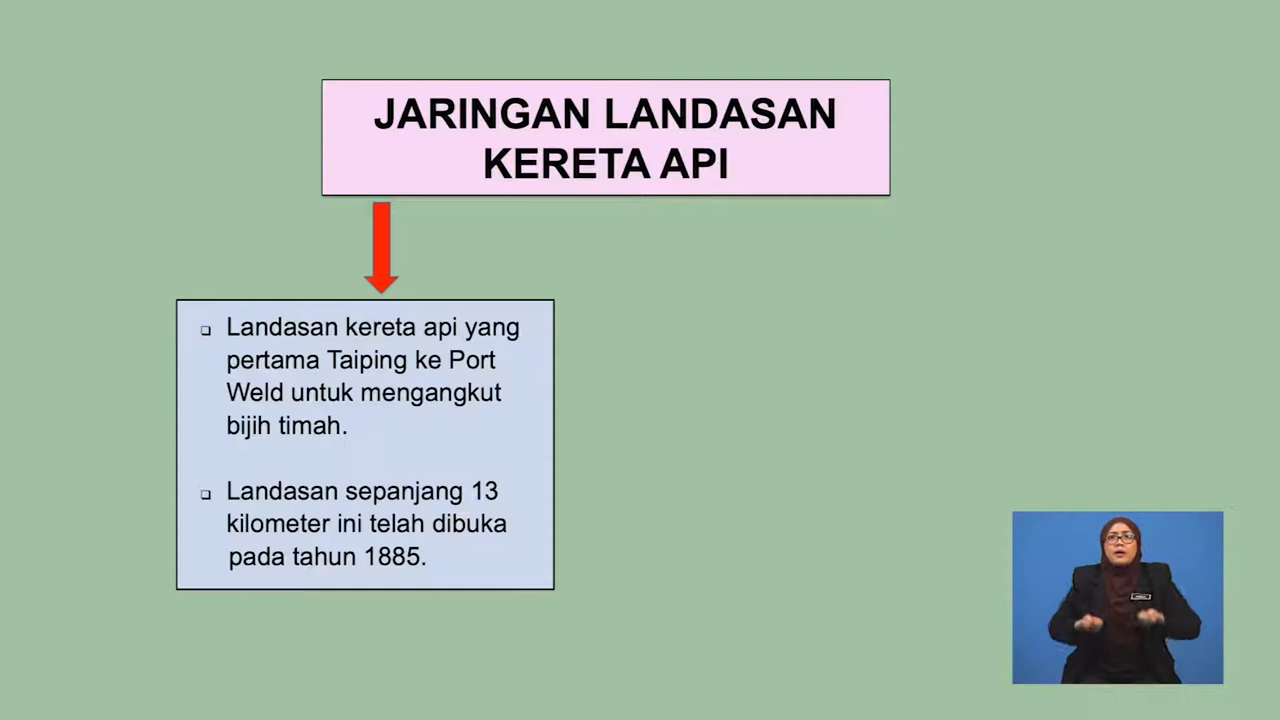 JARINGAN LANDASAN
KERETA API
Landasan kereta api yang
pertama Taiping ke Port
Weld untuk mengangkut
bijih timah.
Landasan sepanjang 13
kilometer ini telah dibuka
pada tahun 1885.